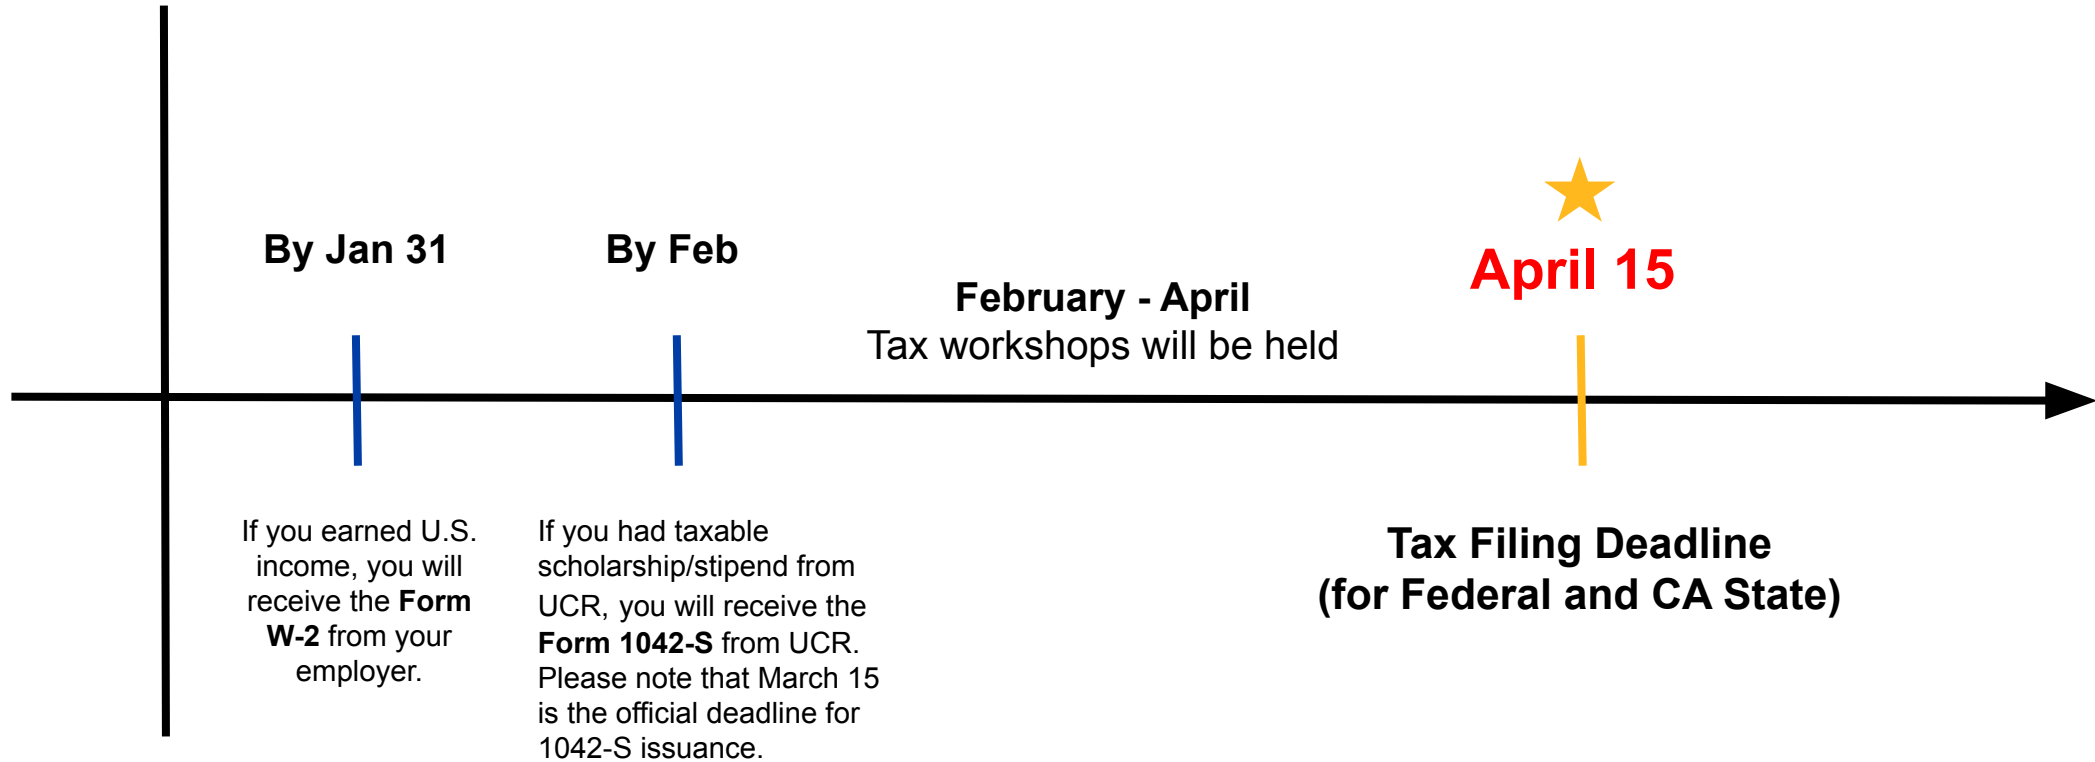 By Jan 31
If you earned U.S.
income, you will
receive the Form
W-2 from your
employer.
By Feb
If you had taxable
scholarship/stipend from
UCR, you will receive the
Form 1042-S from UCR.
Please note that March 15
is the official deadline for
1042-S issuance.
February - April
Tax workshops will be held
April 15
Tax Filing Deadline
(for Federal and CA State)